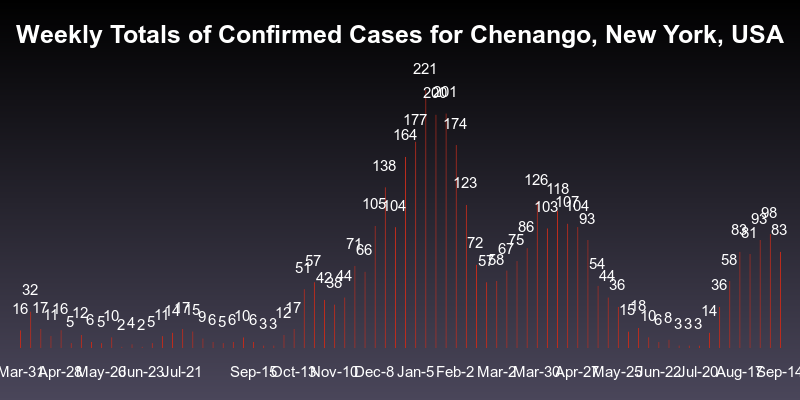 Weekly Totals of Confirmed Cases for Chenango, New York, USA
16 32 17 11 16 5 12 6 5 10 2 4 2 5 11 14 17 15 9 6 5 6 10 6 3 3 12 17 51 57 42 38 44 71 66 105 138 104 164 177 221 200 201 174 123 72 57 58 67 75 86 126 103 118 107 104 93 54 44 36 15 18 10 6 8 3 3 3 14 36 58 83 81 93 98 83
Mar-31 Apr-28 May-26 Jun-23 Jul-21 Sep-15 Oct-13 Nov-10 Dec-8 Jan-5 Feb-2 Mar-2 Mar-30 Apr-27 May-25 Jun-22 Jul-20 Aug-17 Sep-14